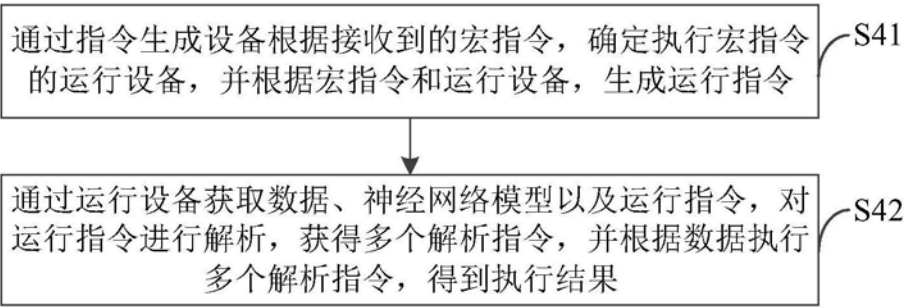 通过指令生成设备根据接收到的宏指令，确定执行宏指令
的运行设备，并根据宏指令和运行设备，生成运行指令
S41
通过运行设备获取数据、神经网络模型以及运行指令，对
运行指令进行解析，获得多个解析指令，并根据数据执行
多个解析指令，得到执行结果
S42